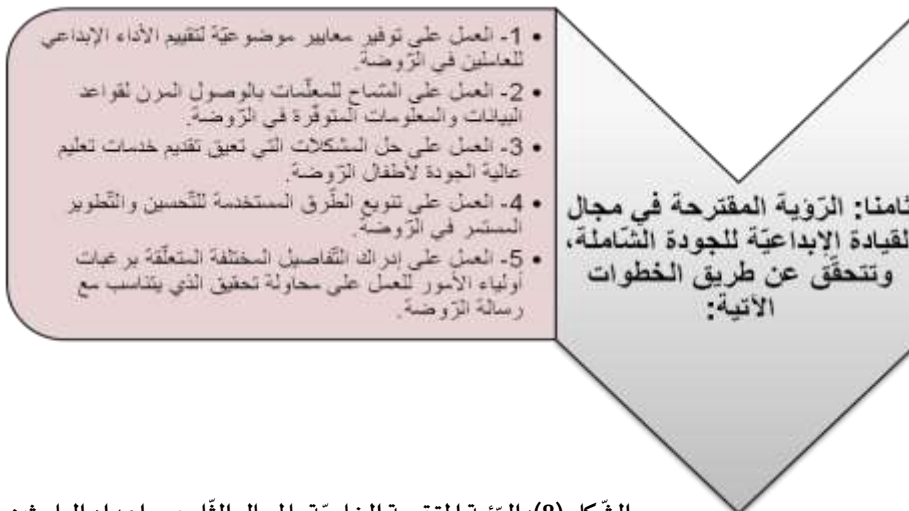 ثامنا: الرّؤية المقترحة في مجال
القيادة الإبداعيّة للجودة الشّاملة،
وتتحقّق عن طريق الخطوات
الآتية:
• 1- العمل على توفير معايير موضوعيّة لتقييم الأداء الإبداعي
للعاملين في الرّوضة.
• 2- العمل على السّماح للمعلّمات بالوصول المرن لقواعد
البيانات والمعلومات المتوفّرة في الرّوضة.
• 3- العمل على حل المشكلات التي تعيق تقديم خدمات تعليم
عالية الجودة لأطفال الرّوضة.
• 4- العمل على تنويع الطّرق المستخدمة للتّحسين والتّطوير
المستمر في الرّوضة.
• 5- العمل على إدراك التّفاصيل المختلفة المتعلّقة برغبات
أولياء الأمور للعمل على محاولة تحقيق الذي يتناسب مع
رسالة الرّوضة.